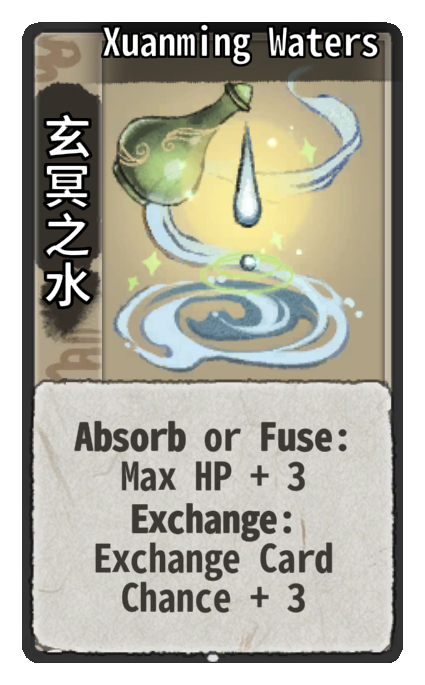 Xuanming Waters
玄冥之水
Absorb or Fuse:
Max HP + 3
Exchange:
Exchange Card
Chance + 3